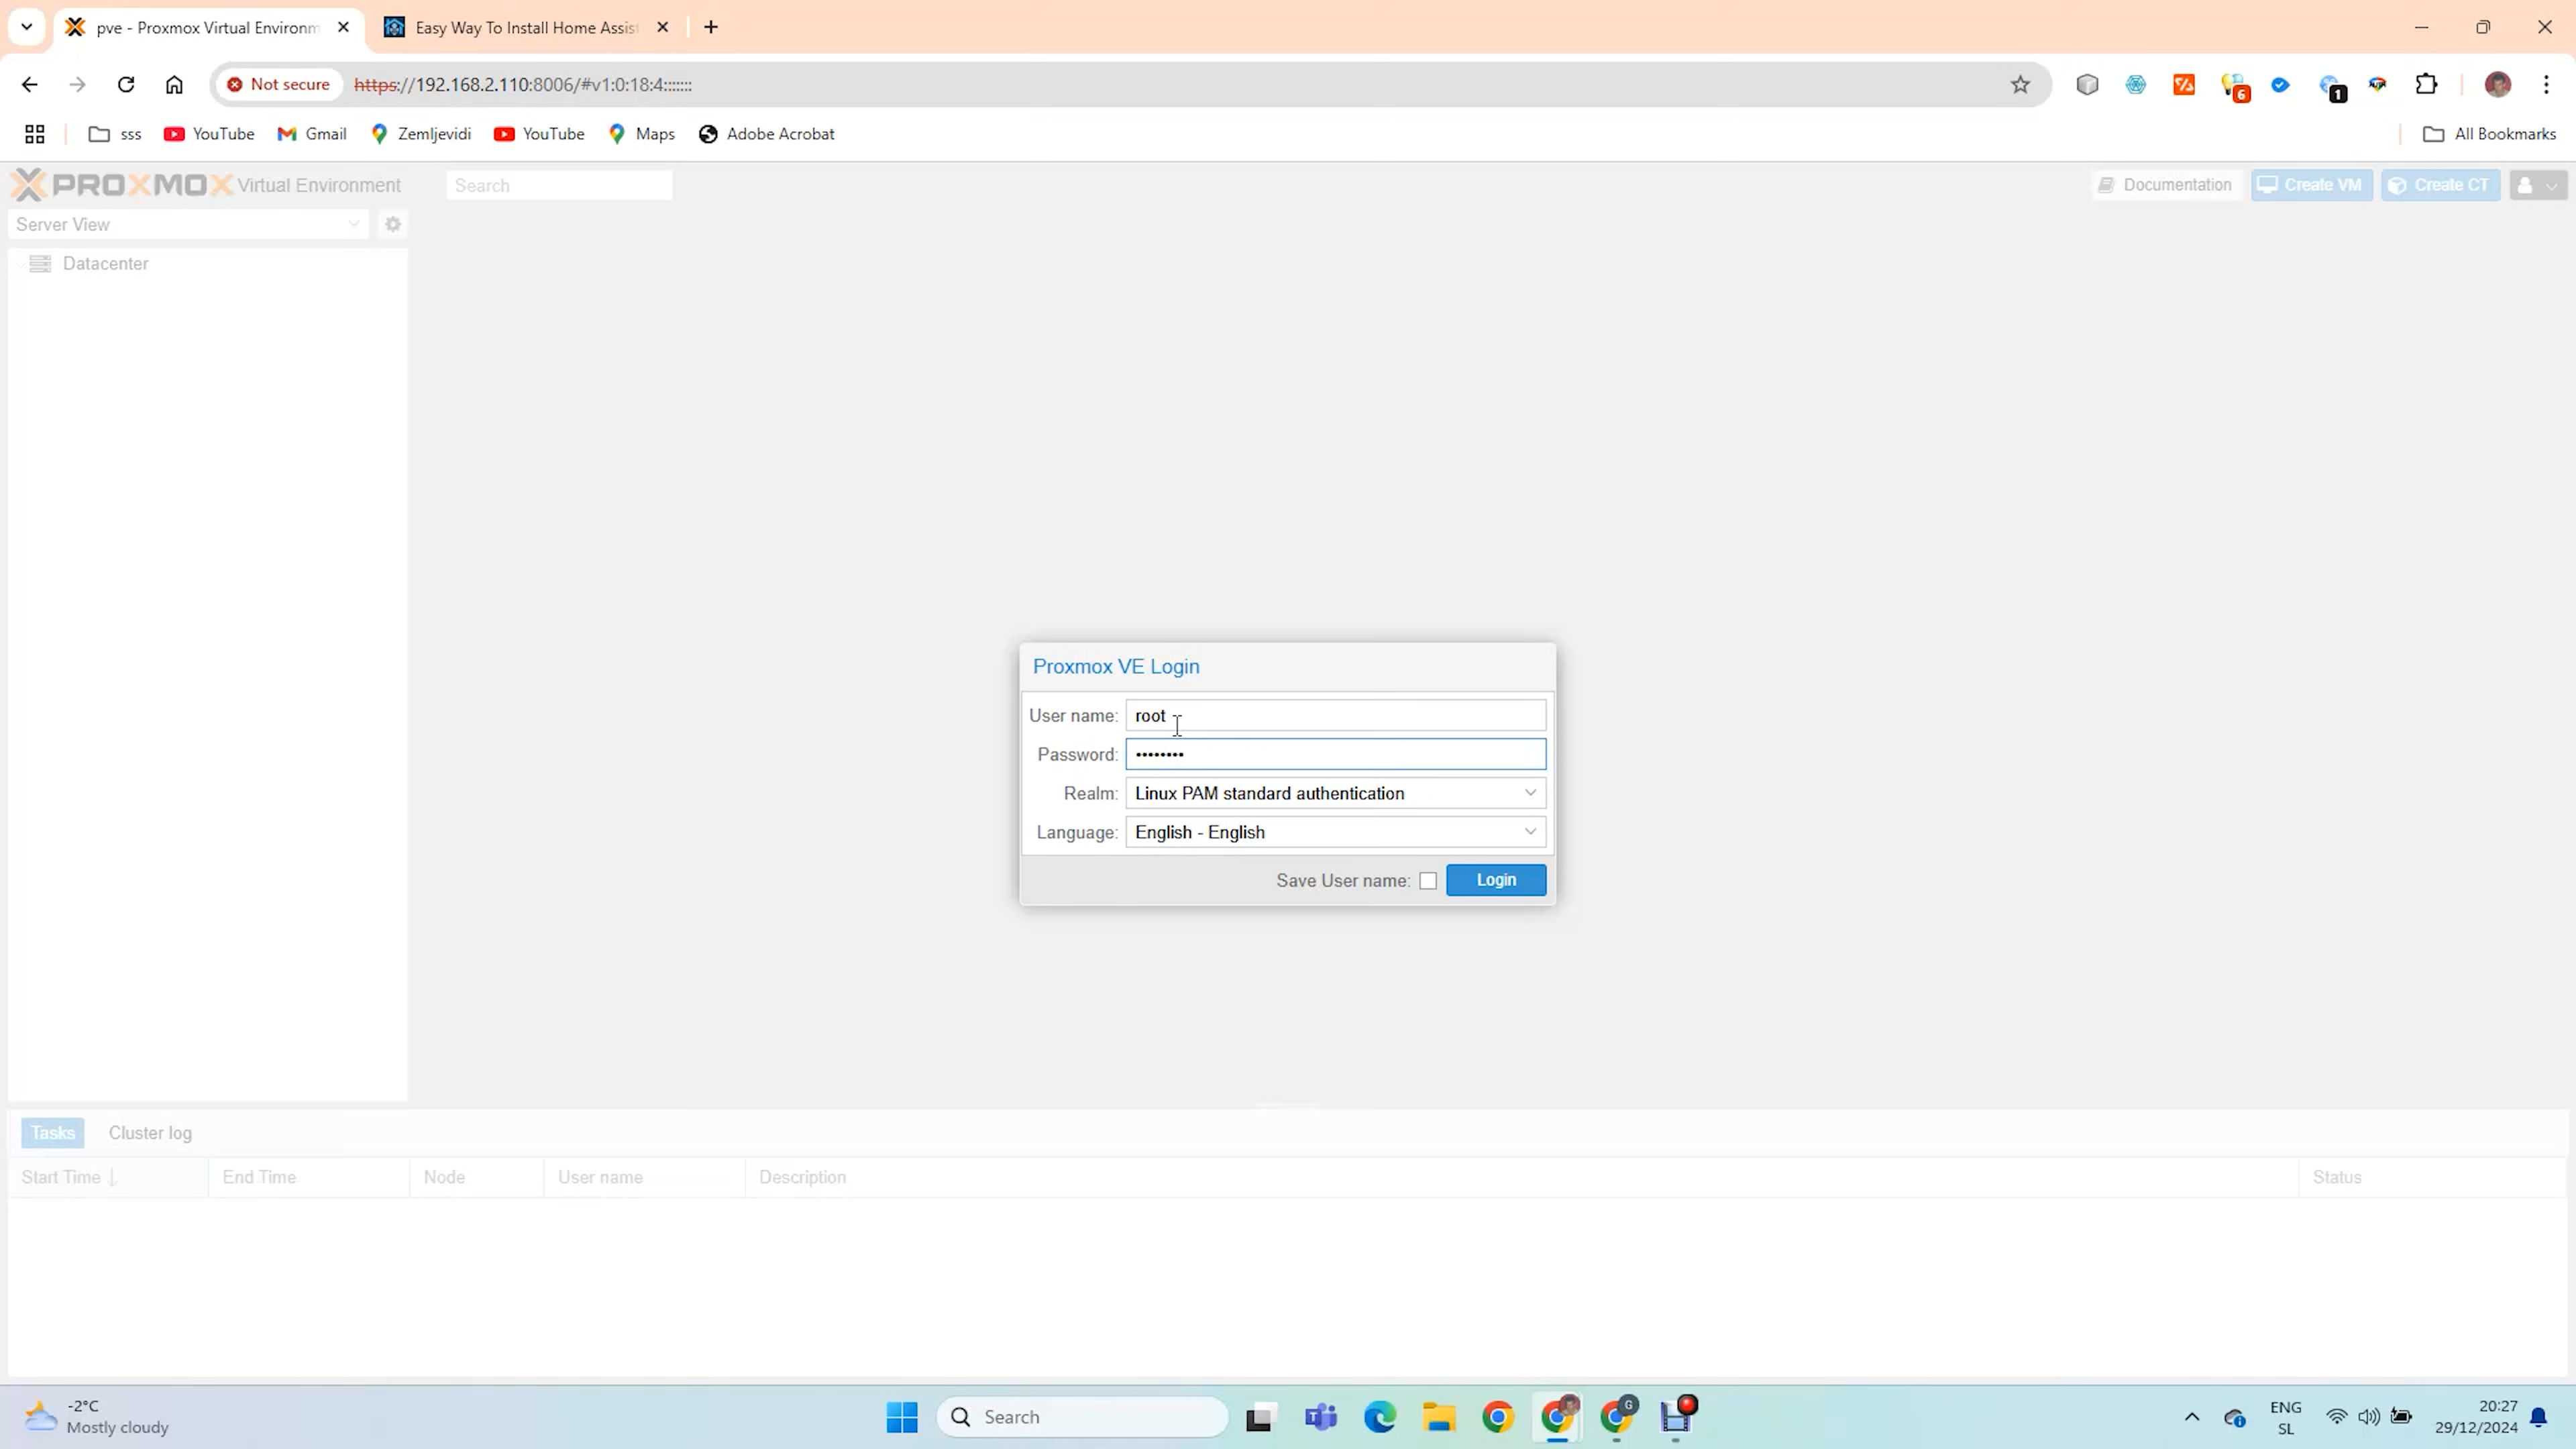 pve - Proxmox Virtual Environm
Easy Way To Install Home Assis
Not secure
https://192.168.2.110:8006/#v1:0:18:4:::::::
6
1
sss
YouTube
Gmail
Zemljevidi
YouTube
Maps
Adobe Acrobat
All Bookmarks
PROXMOX Virtual Environment
Search
Documentation
Create VM
Create CT
Server View
Datacenter
Proxmox VE Login
User name: root
Password: ••••••••
Realm: Linux PAM standard authentication
Language: English - English
Save User name:
Login
Tasks
Cluster log
Start Time
End Time
Node
User name
Description
Status
-2°C
Mostly cloudy
Search
G
ENG
SL
20:27
29/12/2024